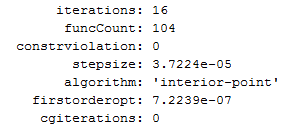 iterations: 16
funcCount: 104
constrviolation: 0
stepsize: 3.7224e-05
algorithm: 'interior-point'
firstorderopt: 7.2239e-07
cgiterations: 0